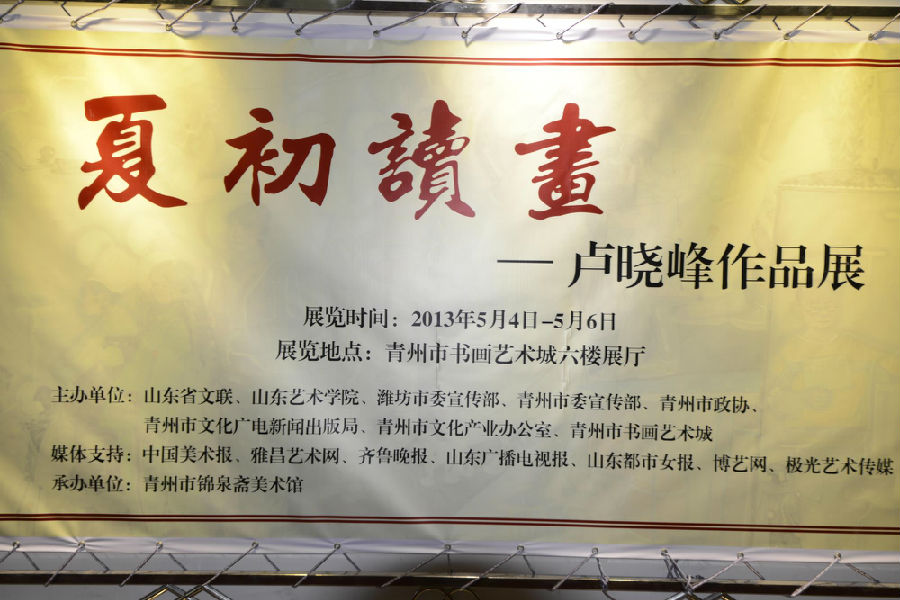 夏初讀畫
— 卢晓峰作品展
展览时间：2013年5月4日-5月6日
展览地点：青州市书画艺术城六楼展厅
主办单位：山东省文联、山东艺术学院、潍坊市委宣传部、青州市委宣传部、青州市政协、
青州市文化广电新闻出版局、青州市文化产业办公室、青州市书画艺术城
媒体支持：中国美术报、雅昌艺术网、齐鲁晚报、山东广播电视报、山东都市女报、博艺网、极光艺术传媒
承办单位：青州市锦泉斋美术馆